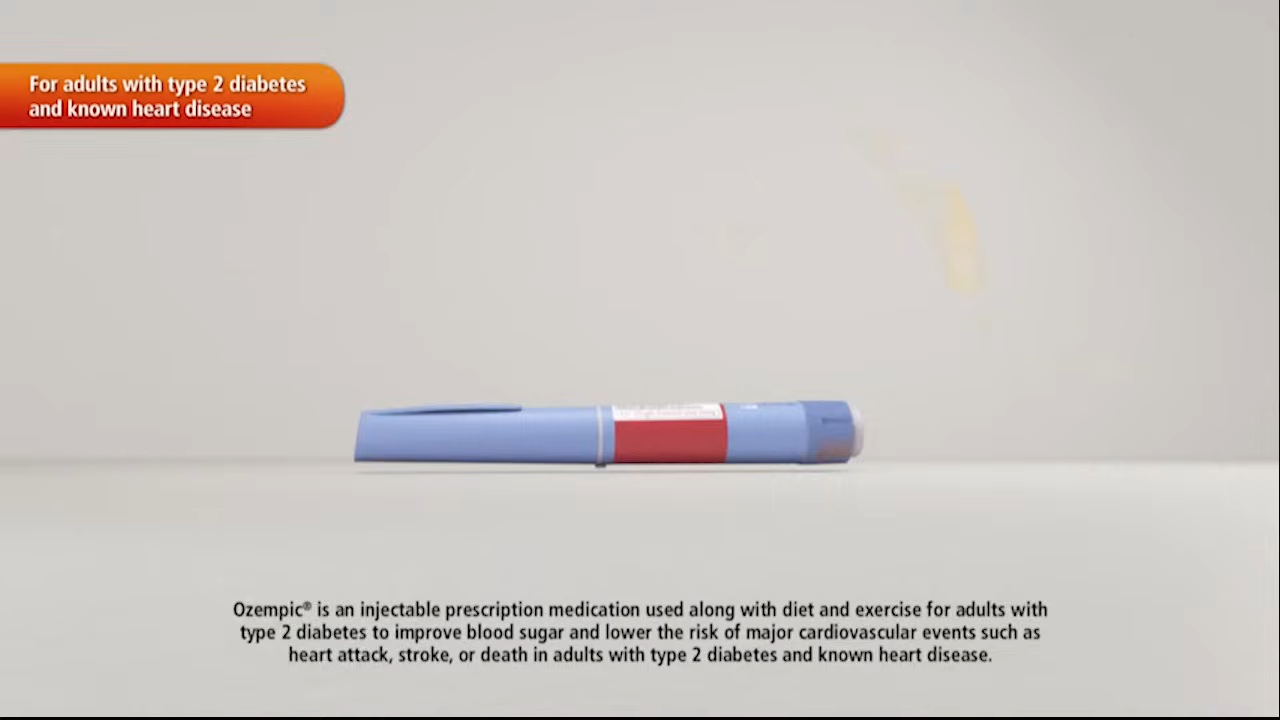 For adults with type 2 diabetes
and known heart disease
Ozempic® is an injectable prescription medication used along with diet and exercise for adults with
type 2 diabetes to improve blood sugar and lower the risk of major cardiovascular events such as
heart attack, stroke, or death in adults with type 2 diabetes and known heart disease.